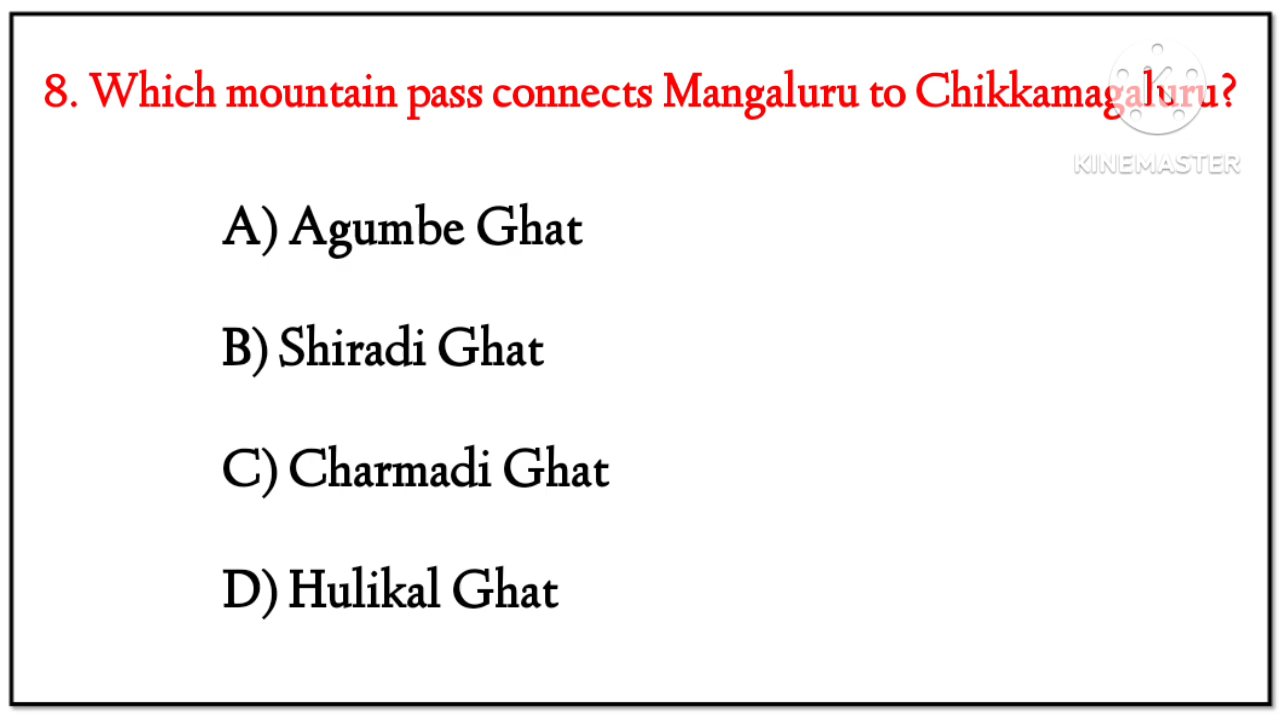 8. Which mountain pass connects Mangaluru to Chikkamagaluru?
KINEMASTER
A) Agumbe Ghat
B) Shiradi Ghat
C) Charmadi Ghat
D) Hulikal Ghat